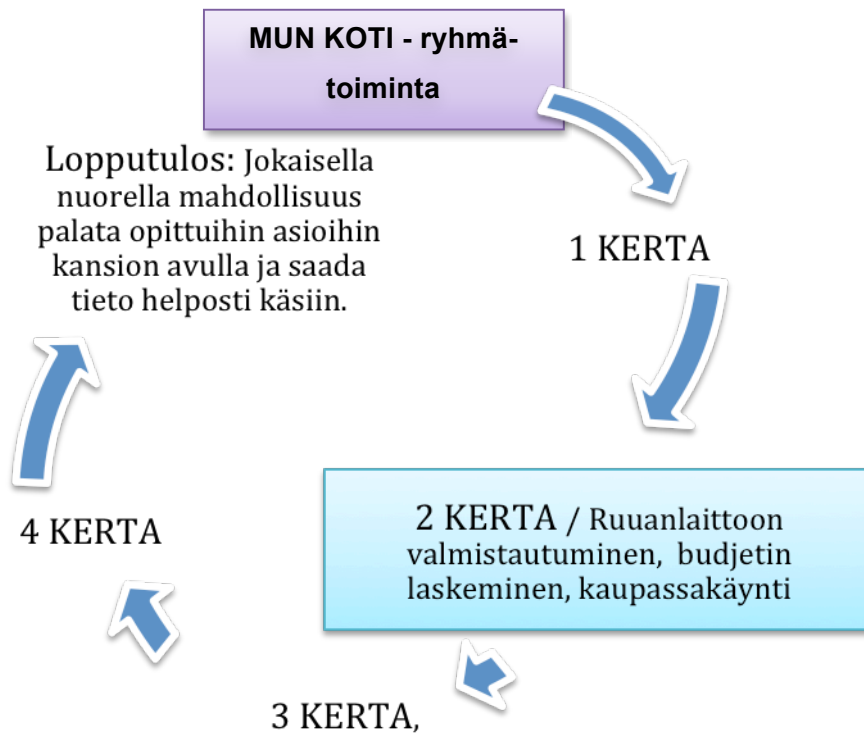 MUN KOTI - ryhmä-
toiminta
1 KERTA
2 KERTA / Ruuanlaittoon
valmistautuminen, budjetin
laskeminen, kaupassakäynti
3 KERTA,
4 KERTA
Lopputulos: Jokaisella
nuorella mahdollisuus
palata opittuihin asioihin
kansion avulla ja saada
tieto helposti käsiin.